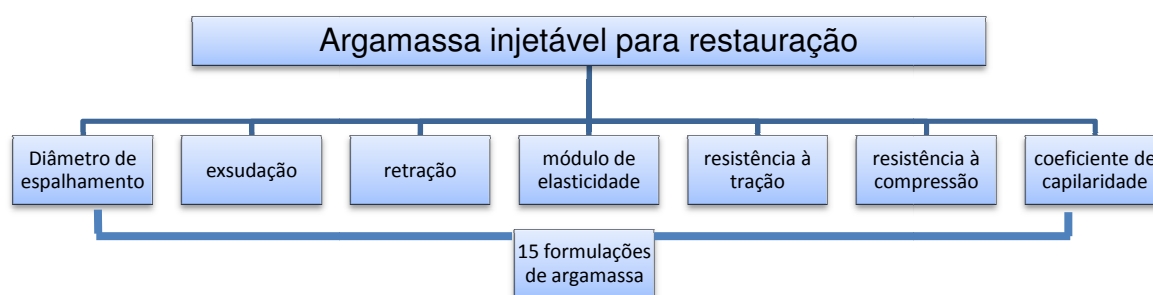 Argamassa injetável para restauração
Diâmetro de
espalhamento
exsudação
retração
módulo de
elasticidade
resistência à
tração
resistência à
compressão
coeficiente de
capilaridade
15 formulações
de argamassa